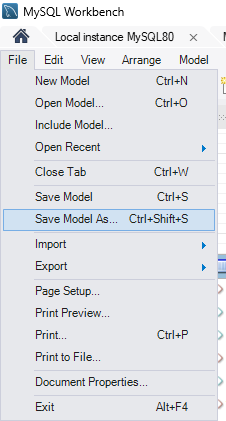 MySQL Workbench
Local instance MySQL80 ×
File Edit View Arrange Model
New Model Ctrl+N
Open Model... Ctrl+O
Include Model...
Open Recent
Close Tab Ctrl+W
Save Model Ctrl+S
Save Model As... Ctrl+Shift+S
Import
Export
Page Setup...
Print Preview...
Print... Ctrl+P
Print to File...
Document Properties...
Exit Alt+F4